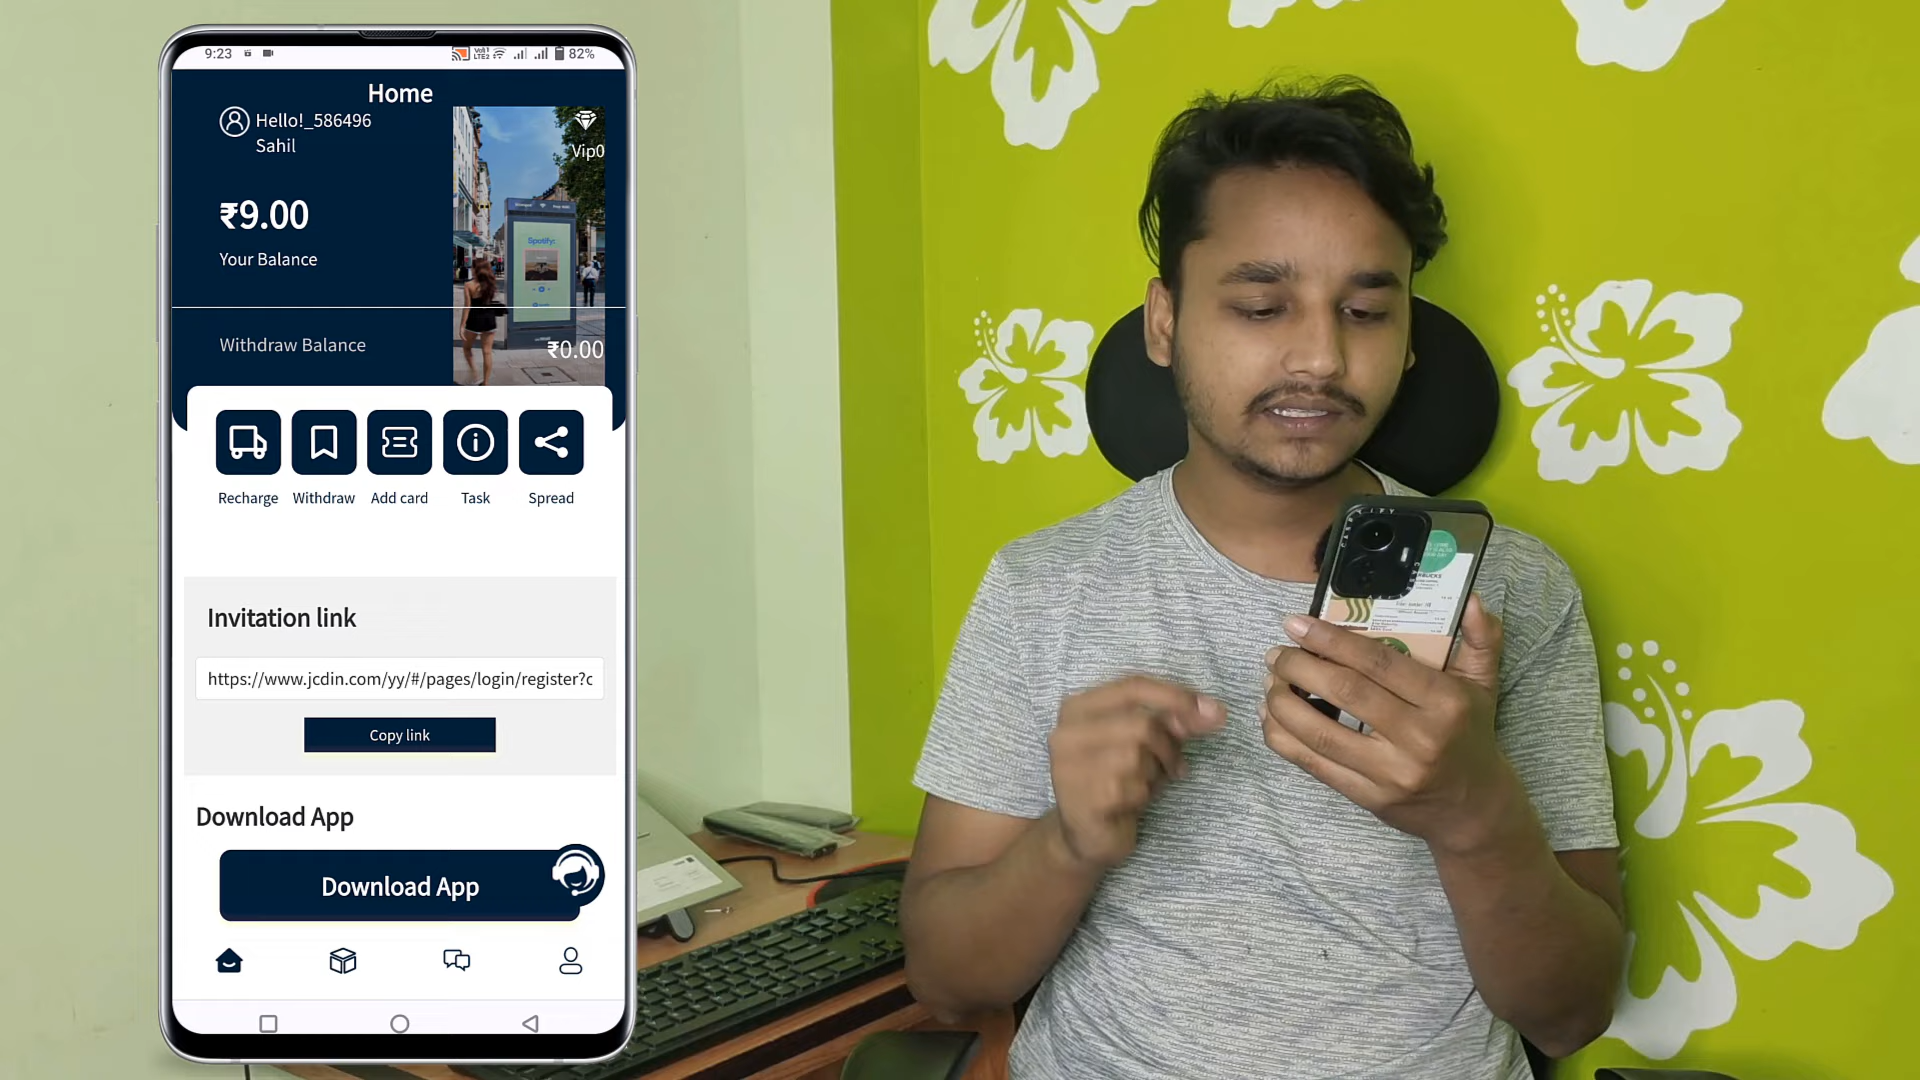 9:23
82%
Home
Hello!_586496
Sahil
Vip0
₹9.00
Your Balance
Spotify:
Withdraw Balance
₹0.00
Recharge
Withdraw
Add card
Task
Spread
Invitation link
https://www.jcdin.com/yy/#/pages/login/register?c
Copy link
Download App
Download App
CASETIFY